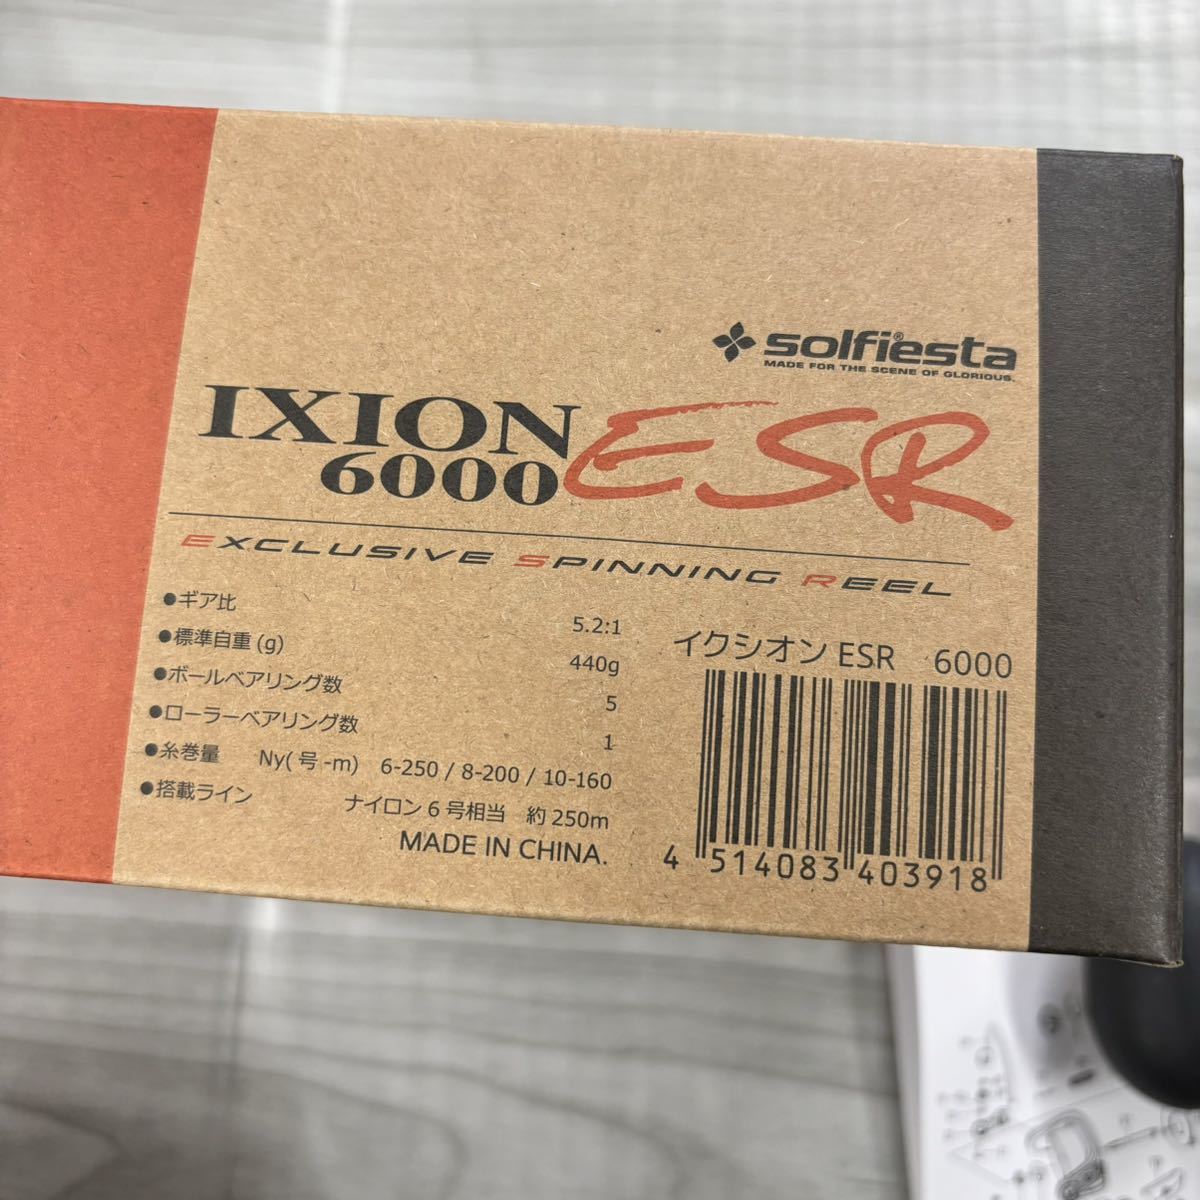 solfiesta®
MADE FOR THE SCENE OF GLORIOUS.
IXION ESR
6000
EXCLUSIVE SPINNING REEL
●ギア比 5.2:1
●標準自重(g) 440g
●ボールベアリング数 5
●ローラーベアリング数 1
●糸巻量 Ny(号-m) 6-250 / 8-200 / 10-160
●搭載ライン ナイロン6号相当 約250m
MADE IN CHINA.
イクシオン ESR 6000
4 514083 403918